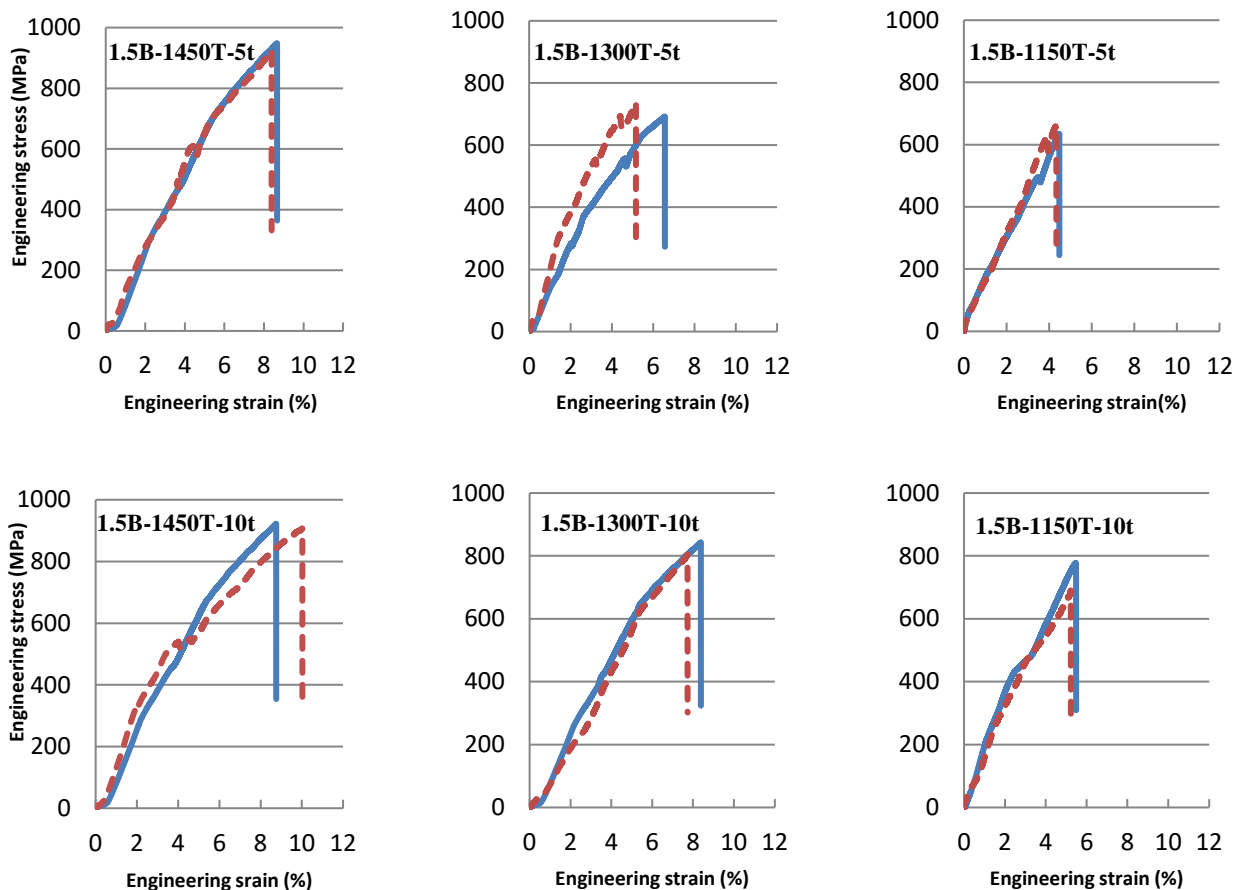 1000
800
600
400
200
0
Engineering stress (MPa)
1.5B-1450T-5t
0 2 4 6 8 10 12
Engineering strain (%)
1000
800
600
400
200
0
1.5B-1300T-5t
0 2 4 6 8 10 12
Engineering strain (%)
1000
800
600
400
200
0
1.5B-1150T-5t
0 2 4 6 8 10 12
Engineering strain(%)
1000
800
600
400
200
0
Engineering stress (MPa)
1.5B-1450T-10t
0 2 4 6 8 10 12
Engineering srain (%)
1000
800
600
400
200
0
1.5B-1300T-10t
0 2 4 6 8 10 12
Engineering strain (%)
1000
800
600
400
200
0
1.5B-1150T-10t
0 2 4 6 8 10 12
Engineering strain (%)